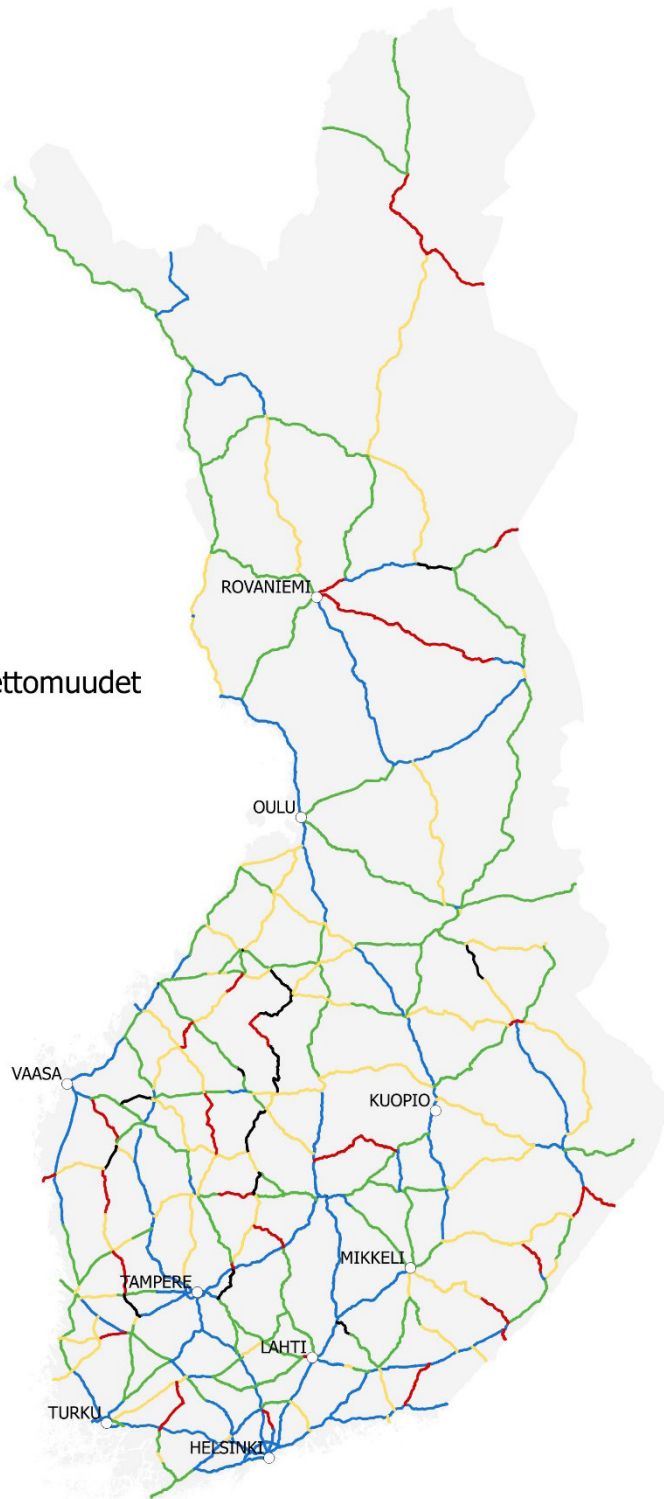 ROVANIEMI
ettomuudet
OULU
VAASA
KUOPIO
MIKKELI
TAMPERE
LAHTI
TURKU
HELSINKI